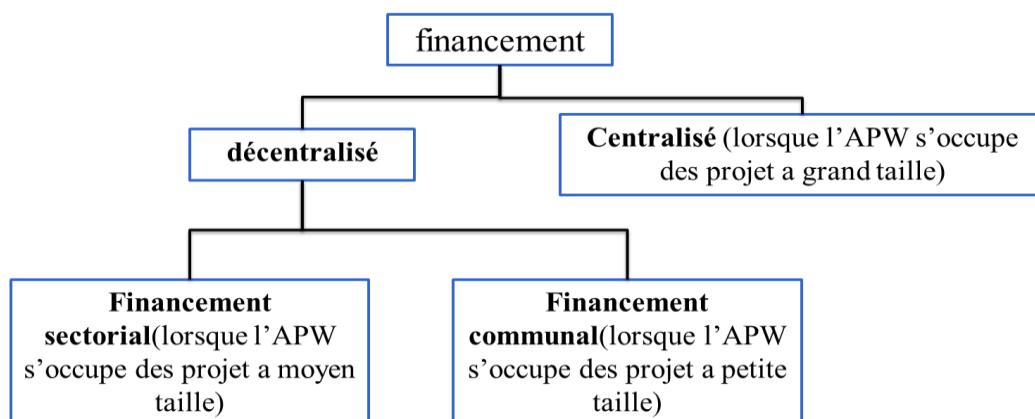 financement
décentralisé
Centralisé (lorsque l’APW s’occupe
des projet a grand taille)
Financement
sectorial(lorsque l’APW
s’occupe des projet a moyen
taille)
Financement
communal(lorsque l’APW
s’occupe des projet a petite
taille)